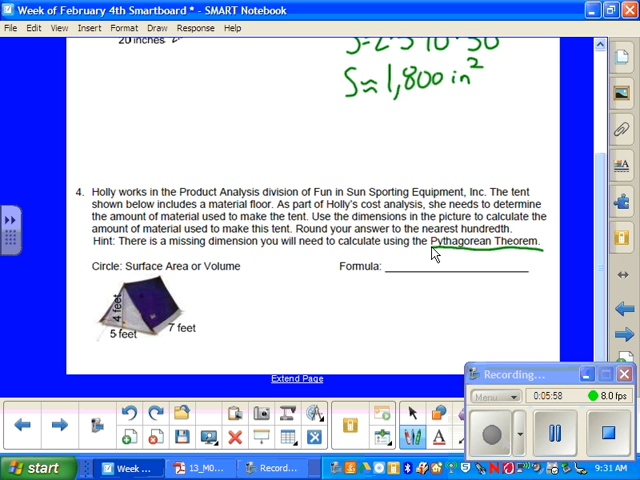 Week of February 4th Smartboard * - SMART Notebook
File Edit View Insert Format Draw Response Help
20 inches
S≈1,800 in²
4. Holly works in the Product Analysis division of Fun in Sun Sporting Equipment, Inc. The tent
shown below includes a material floor. As part of Holly's cost analysis, she needs to determine
the amount of material used to make the tent. Use the dimensions in the picture to calculate the
amount of material used to make this tent. Round your answer to the nearest hundredth.
Hint: There is a missing dimension you will need to calculate using the Pythagorean Theorem.
Circle: Surface Area or Volume Formula:
4 feet
5 feet
7 feet
Extend Page
Recording...
Menu
0:05:58
8.0 fps
start
Week ...
13_M0...
Recordi...
9:31 AM